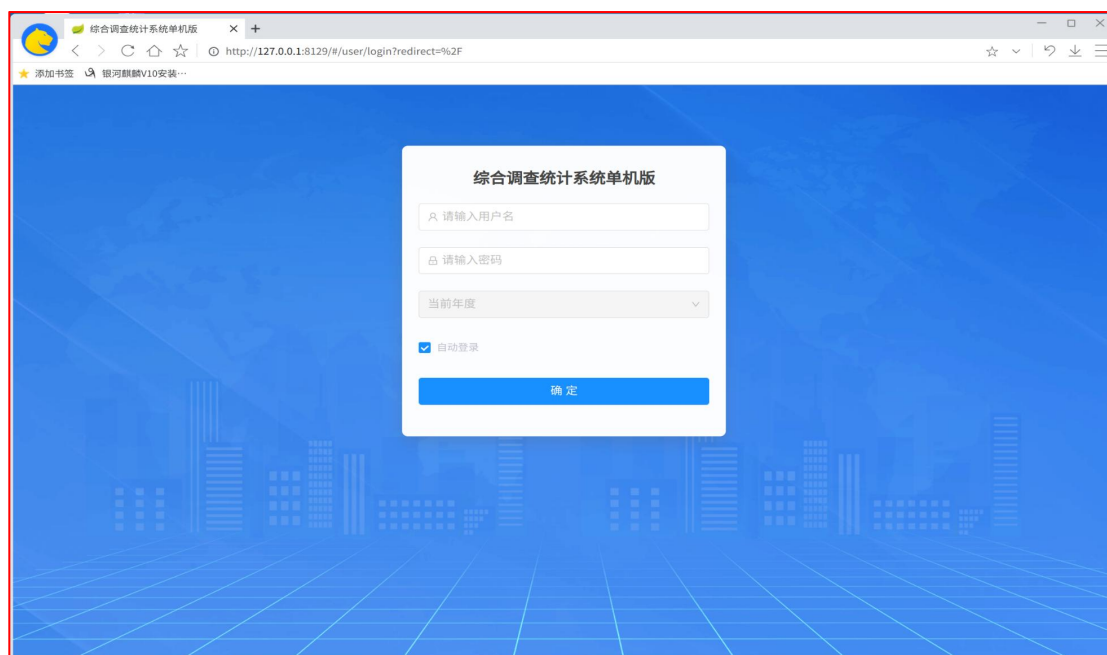 综合调查统计系统单机版
http://127.0.0.1:8129/#/user/login?redirect=%2F
添加书签 银河麒麟V10安装…
综合调查统计系统单机版
请输入用户名
请输入密码
当前年度
自动登录
确定